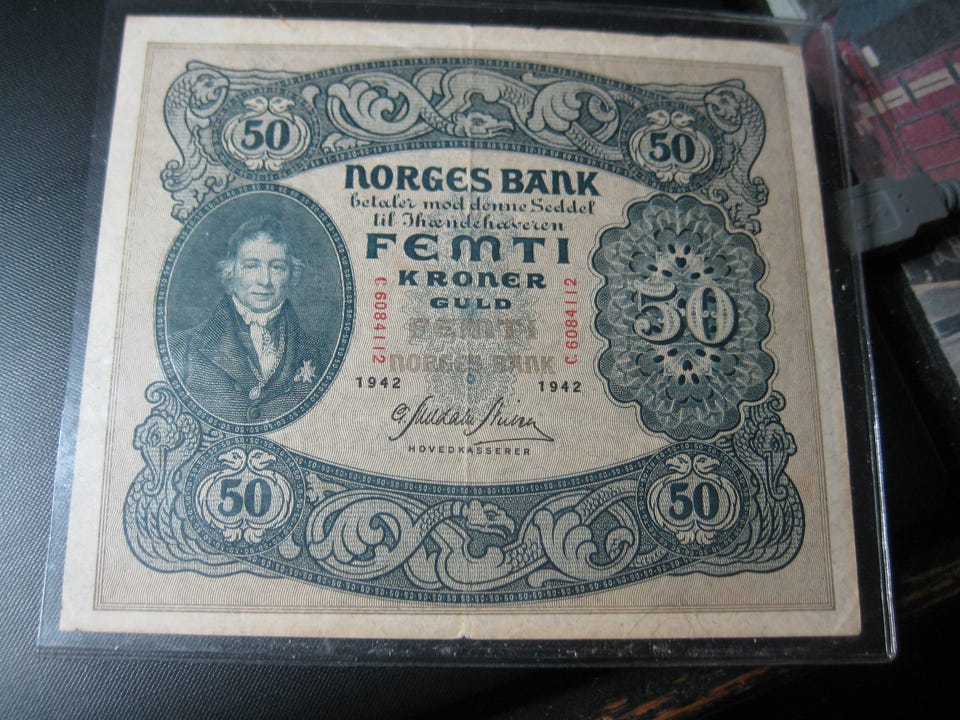 50
50
NORGES BANK
betaler mod denne Seddel
til Ihændehaveren
FEMTI
KRONER
GULD
C.6084112
C.6084112
50
FEMTI
NORGES BANK
1942
1942
HOVEDKASSERER
50
50